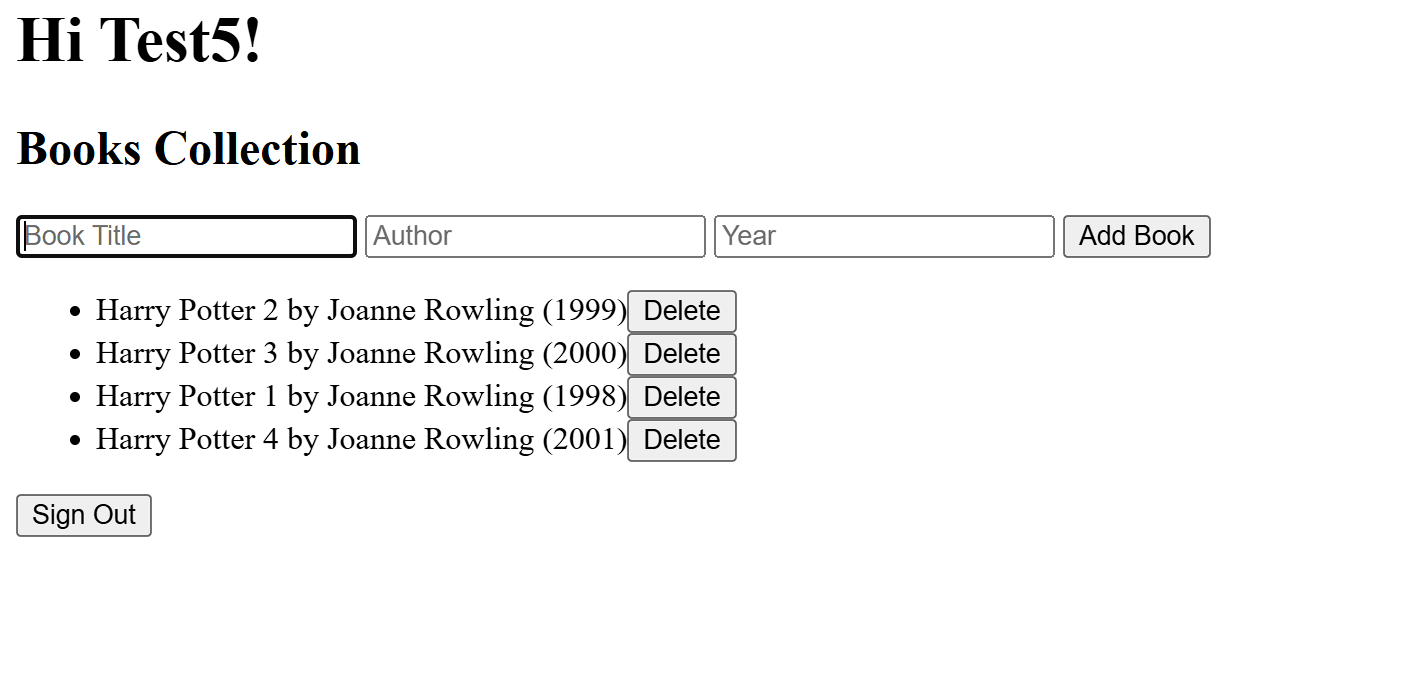 Hi Test5!
Books Collection
Book Title Author Year Add Book
Harry Potter 2 by Joanne Rowling (1999) Delete
Harry Potter 3 by Joanne Rowling (2000) Delete
Harry Potter 1 by Joanne Rowling (1998) Delete
Harry Potter 4 by Joanne Rowling (2001) Delete
Sign Out